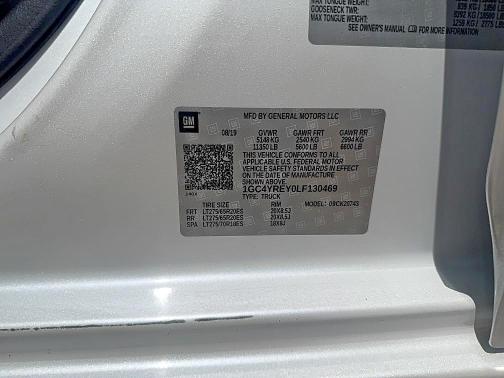 MAX TONGUE WEIGHT:
GOOSENECK TWR:
MAX TONGUE WEIGHT:
SEE OWNER'S MANUAL FOR MORE INFORMATION
GM
MFD BY GENERAL MOTORS LLC
08/19 GVWR GAWR FRT GAWR RR
5148 KG 2540 KG 2994 KG
11350 LB 5600 LB 6600 LB
THIS VEHICLE CONFORMS TO ALL
APPLICABLE U.S. FEDERAL MOTOR
VEHICLE SAFETY STANDARDS IN
EFFECT ON THE DATE OF MANUFACTURE
SHOWN ABOVE
1GC4YREY0LF130469
TYPE: TRUCK
TIRE SIZE RIM MODEL: 09CK20743
FRT LT275/65R20ES 20X8.5J
RR LT275/65R20ES 20X8.5J
SPA LT275/70R18ES 18X8J